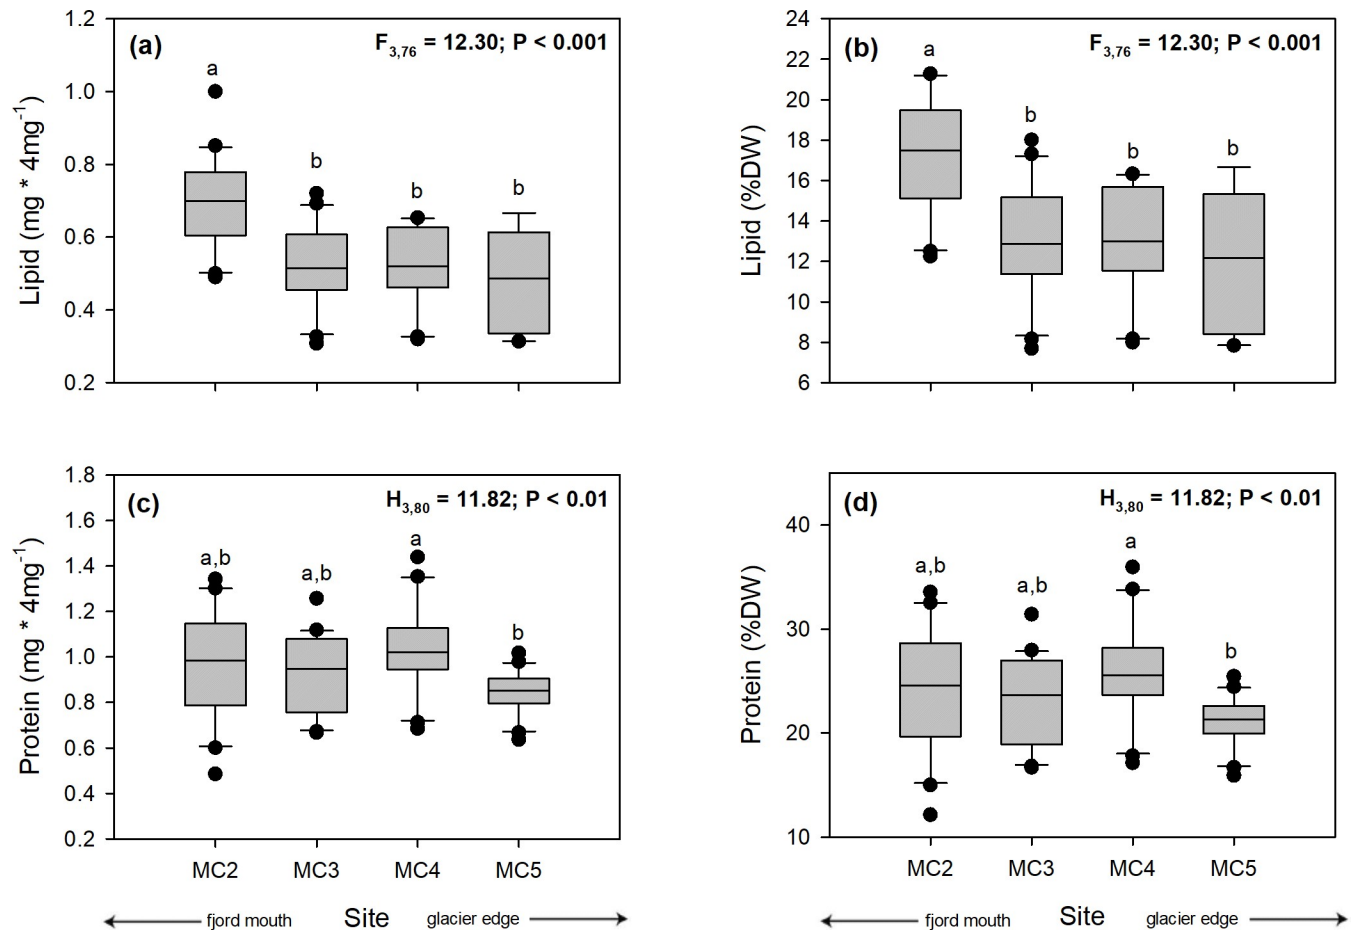 (a) F3,76 = 12.30; P < 0.001
Lipid (mg * 4mg-1)
1.2
1.0
0.8
0.6
0.4
0.2
a
b
b
b
(b) F3,76 = 12.30; P < 0.001
Lipid (%DW)
24
22
20
18
16
14
12
10
8
6
a
b
b
b
(c) H3,80 = 11.82; P < 0.01
Protein (mg * 4mg-1)
1.8
1.6
1.4
1.2
1.0
0.8
0.6
0.4
0.2
a,b
a,b
a
b
MC2 MC3 MC4 MC5
fjord mouth Site glacier edge
(d) H3,80 = 11.82; P < 0.01
Protein (%DW)
40
30
20
10
a,b
a,b
a
b
MC2 MC3 MC4 MC5
fjord mouth Site glacier edge